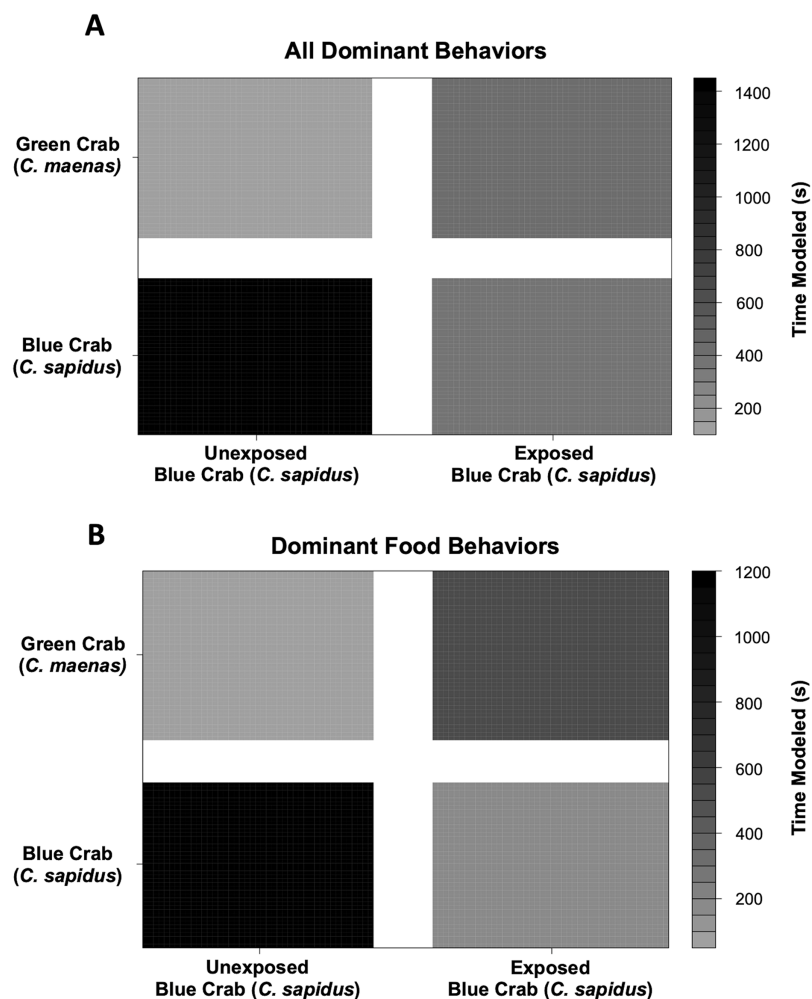 A
All Dominant Behaviors
Green Crab
(C. maenas)
Blue Crab
(C. sapidus)
Unexposed
Blue Crab (C. sapidus)
Exposed
Blue Crab (C. sapidus)
1400
1200
1000
800
600
400
200
Time Modeled (s)
B
Dominant Food Behaviors
Green Crab
(C. maenas)
Blue Crab
(C. sapidus)
Unexposed
Blue Crab (C. sapidus)
Exposed
Blue Crab (C. sapidus)
1200
1000
800
600
400
200
Time Modeled (s)